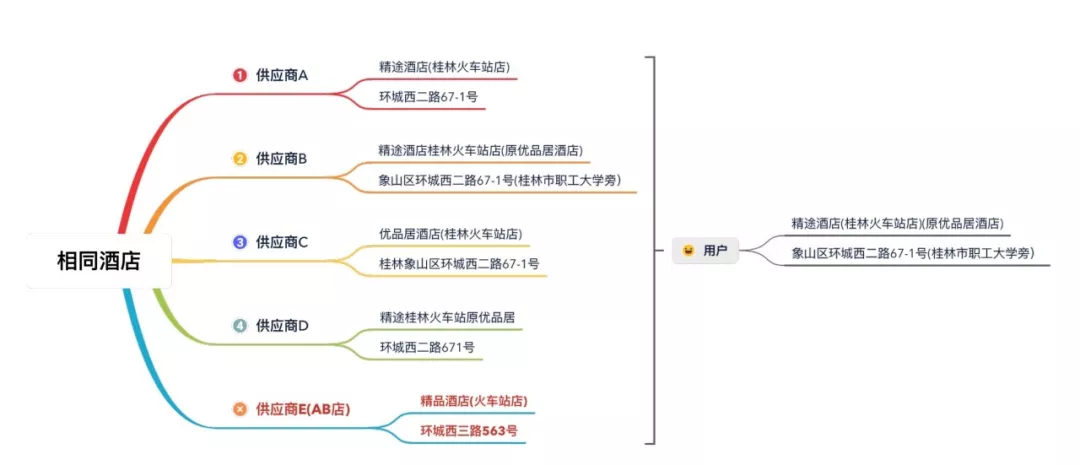 相同酒店
1 供应商A
精途酒店(桂林火车站店)
环城西二路67-1号
2 供应商B
精途酒店桂林火车站店(原优品居酒店)
象山区环城西二路67-1号(桂林市职工大学旁)
3 供应商C
优品居酒店(桂林火车站店)
桂林象山区环城西二路67-1号
4 供应商D
精途桂林火车站原优品居
环城西二路671号
供应商E(AB店)
精品酒店(火车站店)
环城西三路563号
用户
精途酒店(桂林火车站店)(原优品居酒店)
象山区环城西二路67-1号(桂林市职工大学旁)